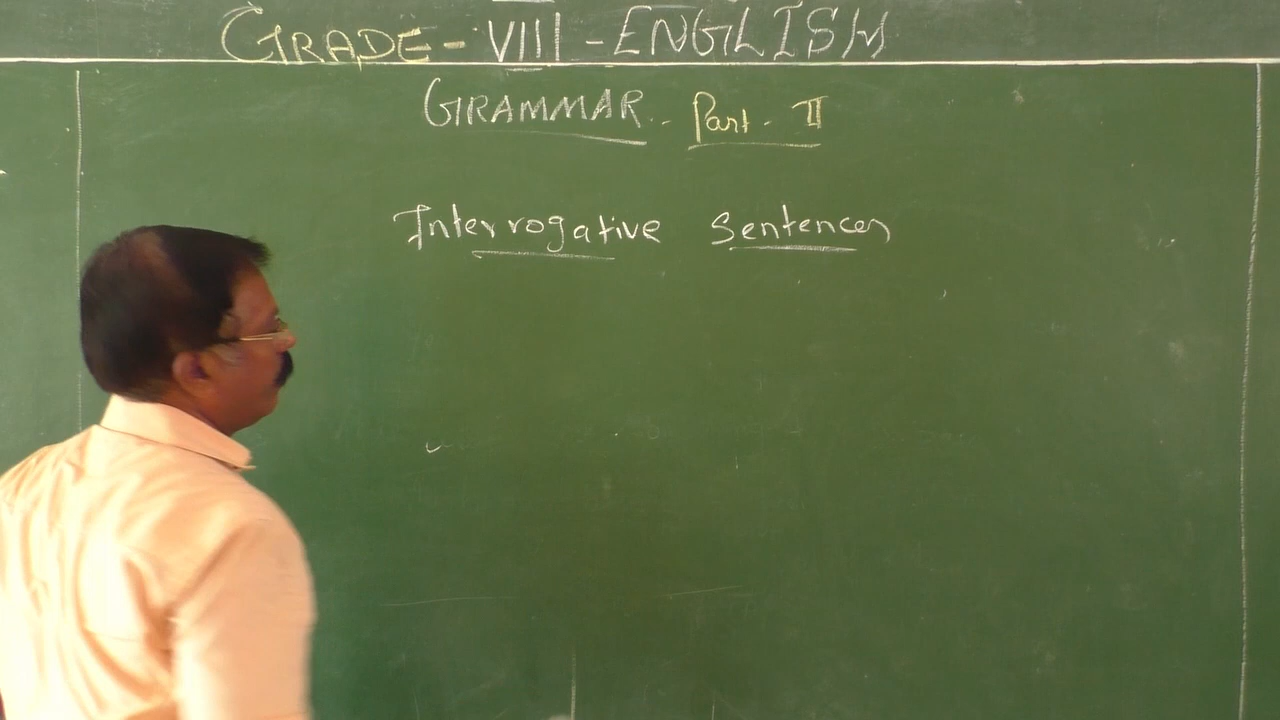 GRADE - VIII - ENGLISH
GRAMMAR - Part - II
Interrogative Sentences